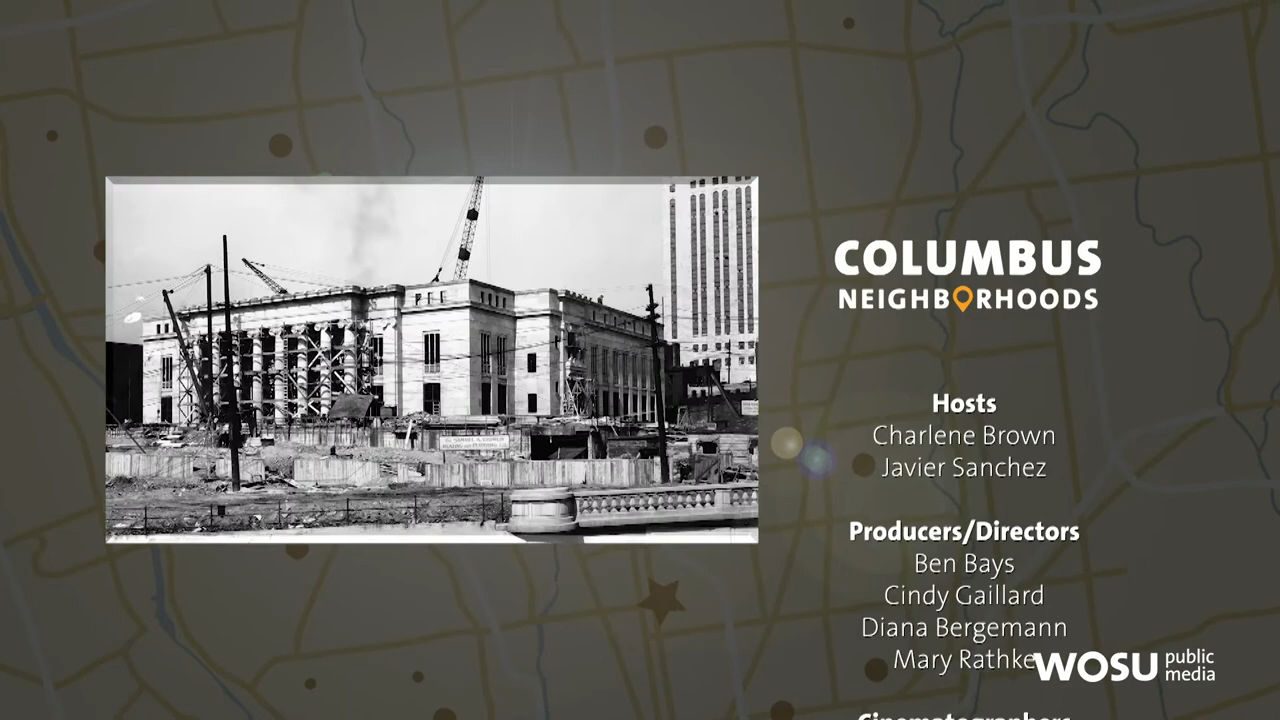 COLUMBUS
NEIGHBORHOODS
Hosts
Charlene Brown
Javier Sanchez
Producers/Directors
Ben Bays
Cindy Gaillard
Diana Bergemann
Mary Rathke
WOSU public media
Cinematographers